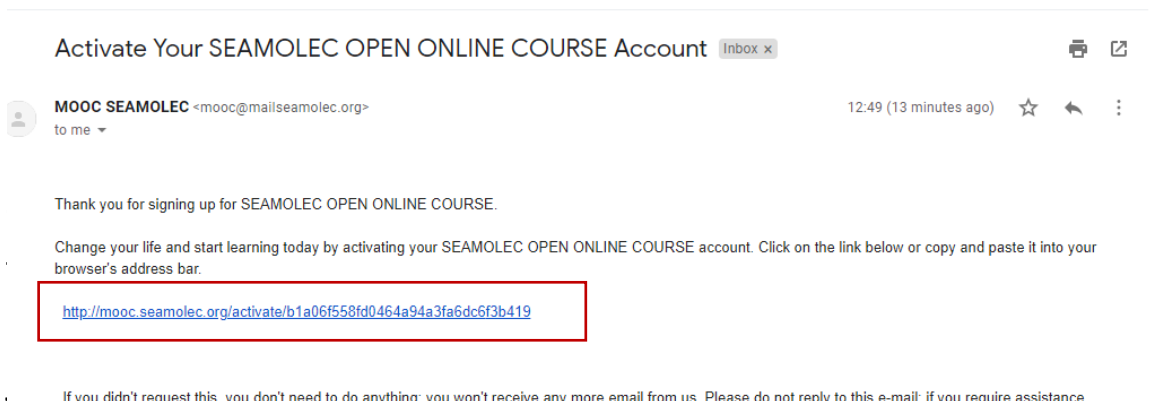 Activate Your SEAMOLEC OPEN ONLINE COURSE Account Inbox x
MOOC SEAMOLEC <mooc@mailseamolec.org> 12:49 (13 minutes ago)
to me
Thank you for signing up for SEAMOLEC OPEN ONLINE COURSE.
Change your life and start learning today by activating your SEAMOLEC OPEN ONLINE COURSE account. Click on the link below or copy and paste it into your
browser's address bar.
http://mooc.seamolec.org/activate/b1a06f558fd0464a94a3fa6dc6f3b419
If you didn't request this, you don't need to do anything; you won't receive any more email from us. Please do not reply to this e-mail; if you require assistance,